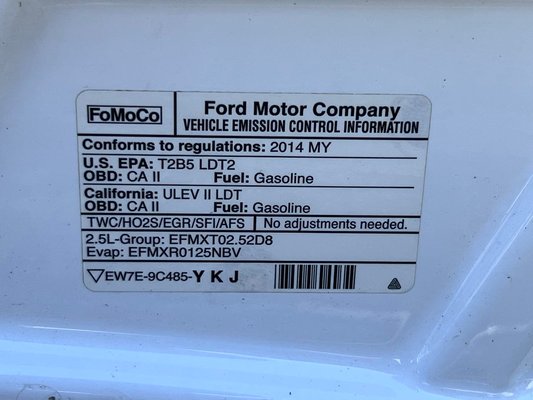 FoMoCo
Ford Motor Company
VEHICLE EMISSION CONTROL INFORMATION
Conforms to regulations: 2014 MY
U.S. EPA: T2B5 LDT2
OBD: CA II Fuel: Gasoline
California: ULEV II LDT
OBD: CA II Fuel: Gasoline
TWC/HO2S/EGR/SFI/AFS No adjustments needed.
2.5L-Group: EFMXT02.52D8
Evap: EFMXR0125NBV
EW7E-9C485-Y K J